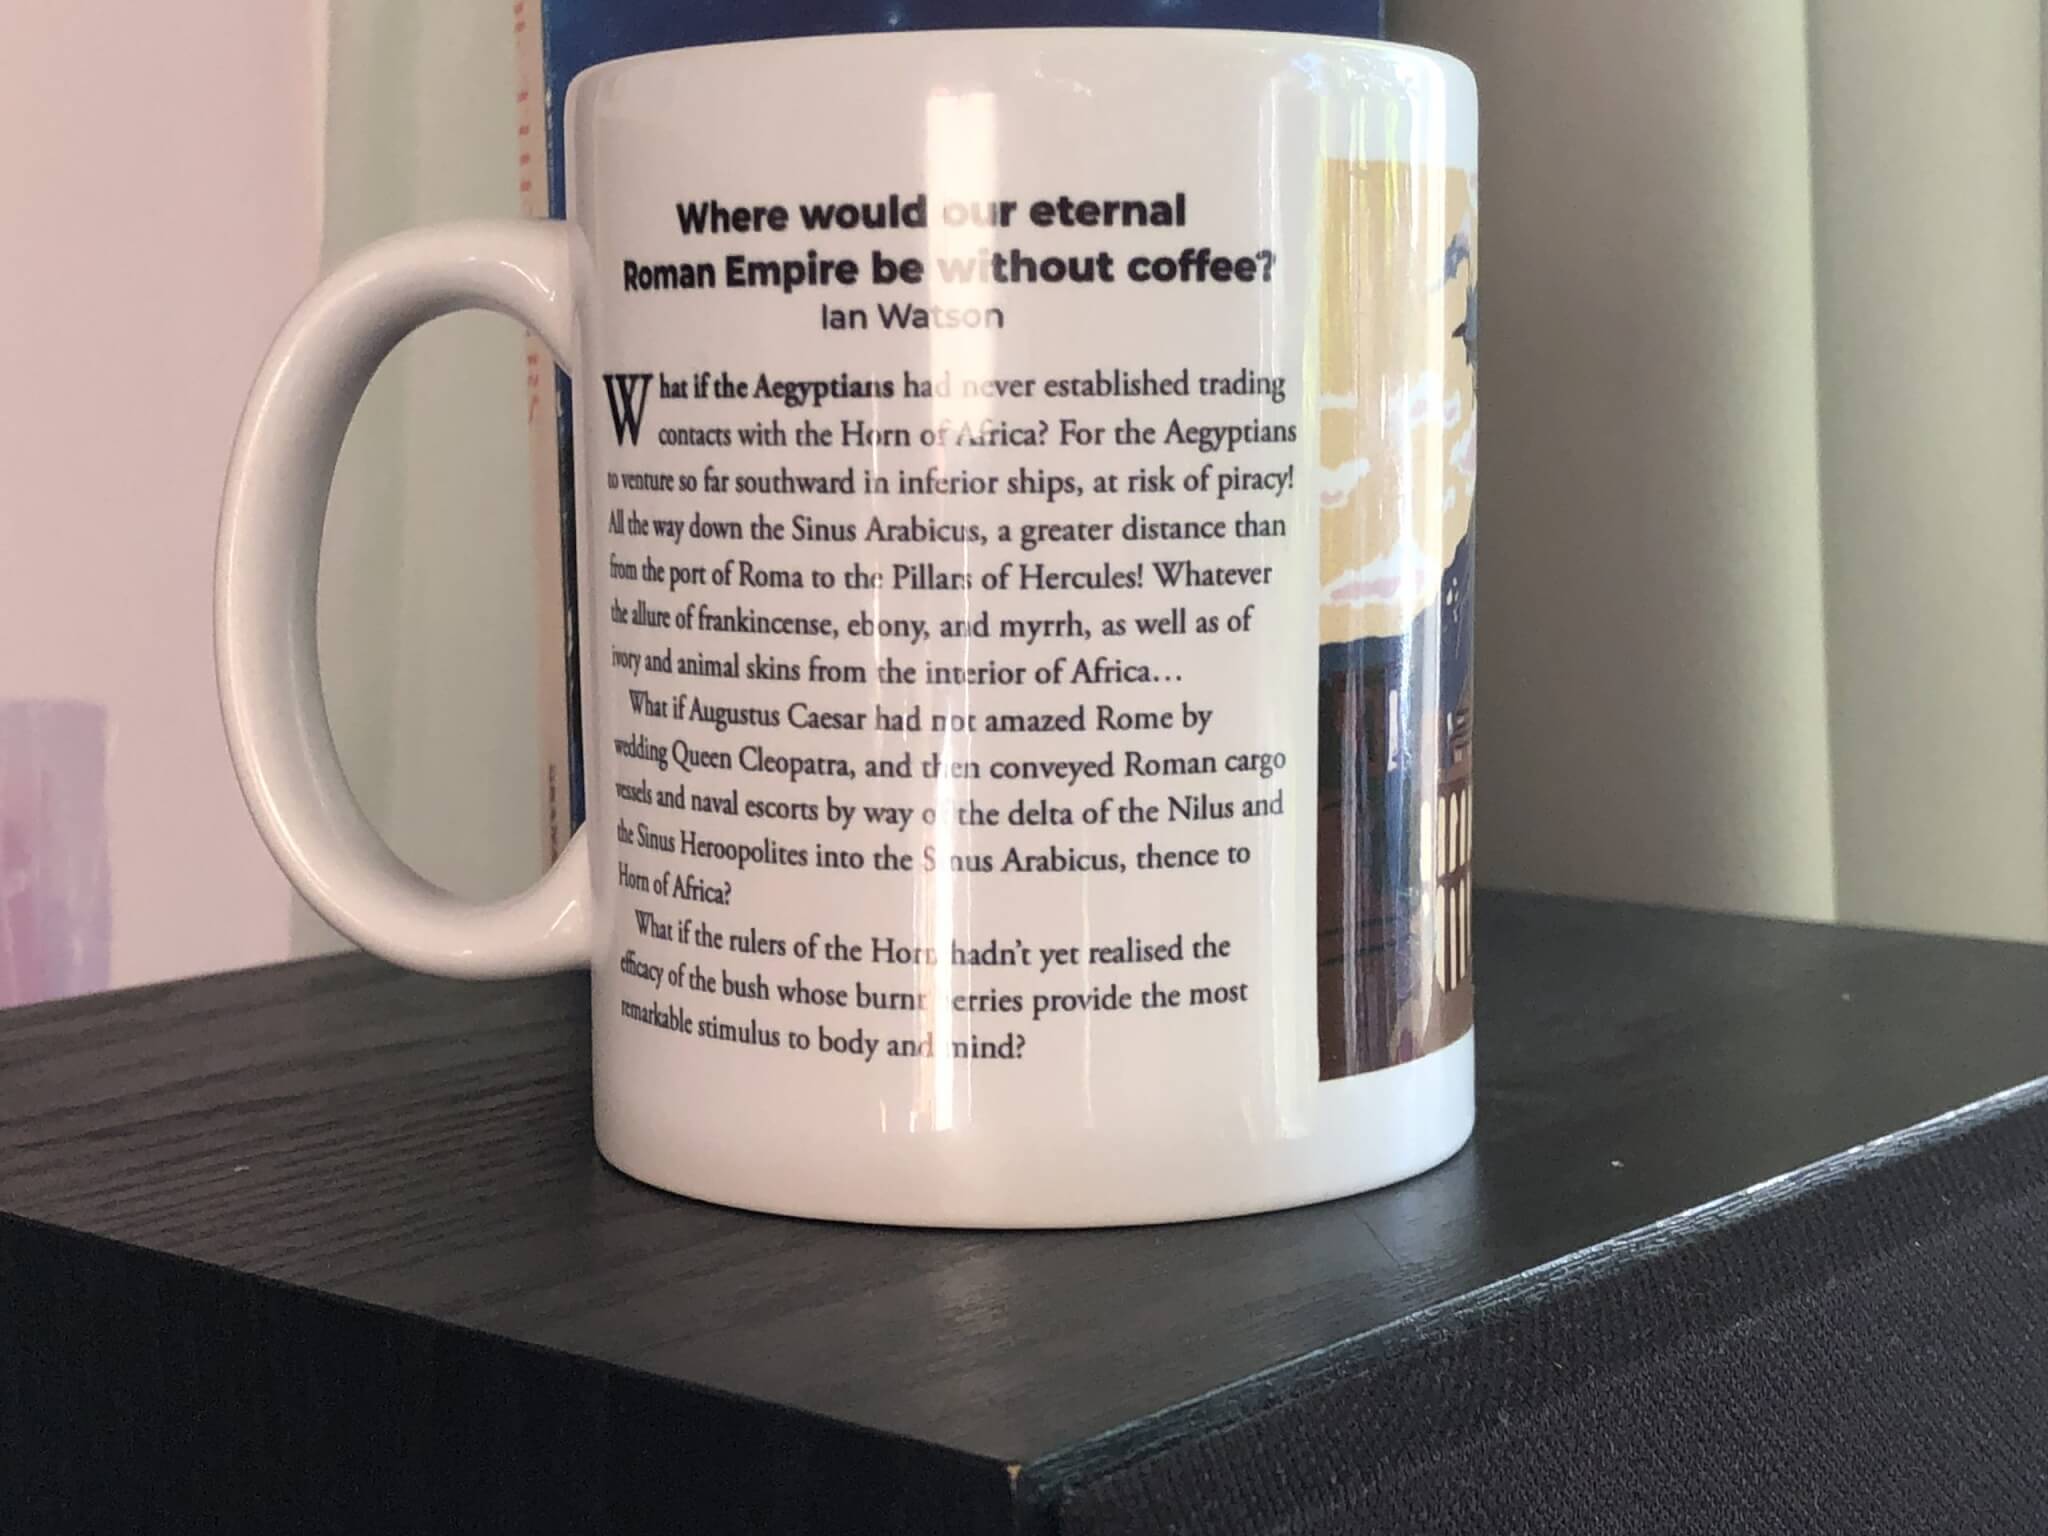 Where would our eternal
Roman Empire be without coffee?
Ian Watson
What if the Aegyptians had never established trading
contacts with the Horn of Africa? For the Aegyptians
to venture so far southward in inferior ships, at risk of piracy!
All the way down the Sinus Arabicus, a greater distance than
from the port of Roma to the Pillars of Hercules! Whatever
the allure of frankincense, ebony, and myrrh, as well as of
ivory and animal skins from the interior of Africa…
What if Augustus Caesar had not amazed Rome by
wedding Queen Cleopatra, and then conveyed Roman cargo
vessels and naval escorts by way of the delta of the Nilus and
the Sinus Heroopolites into the Sinus Arabicus, thence to
Horn of Africa?
What if the rulers of the Horn hadn't yet realised the
efficacy of the bush whose burnt berries provide the most
remarkable stimulus to body and mind?